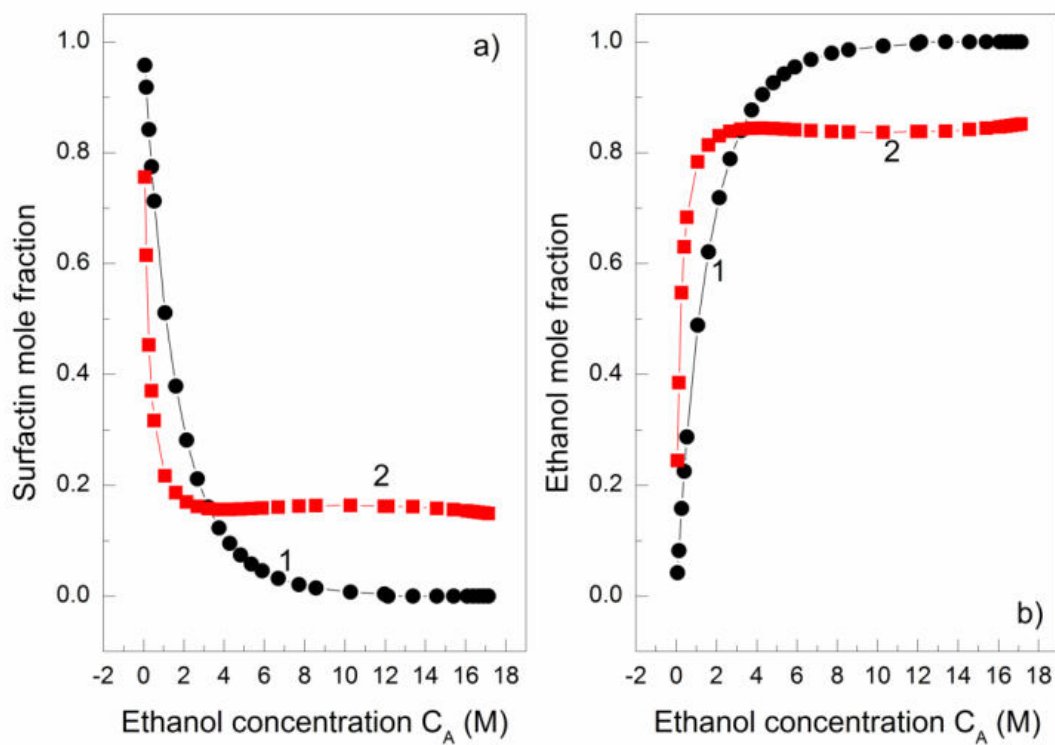 a)
1.0
0.8
0.6
0.4
0.2
0.0
Surfactin mole fraction
2
1
-2 0 2 4 6 8 10 12 14 16 18
Ethanol concentration C_A (M)
1.0
0.8
0.6
0.4
0.2
0.0
Ethanol mole fraction
2
1
b)
-2 0 2 4 6 8 10 12 14 16 18
Ethanol concentration C_A (M)